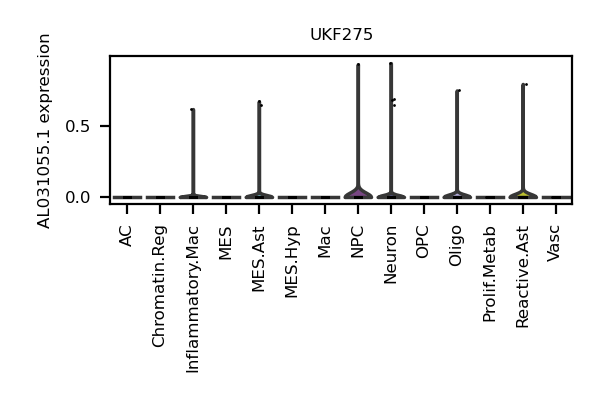 UKF275
AL031055.1 expression
0.5
0.0
AC
Chromatin.Reg
Inflammatory.Mac
MES
MES.Ast
MES.Hyp
Mac
NPC
Neuron
OPC
Oligo
Prolif.Metab
Reactive.Ast
Vasc